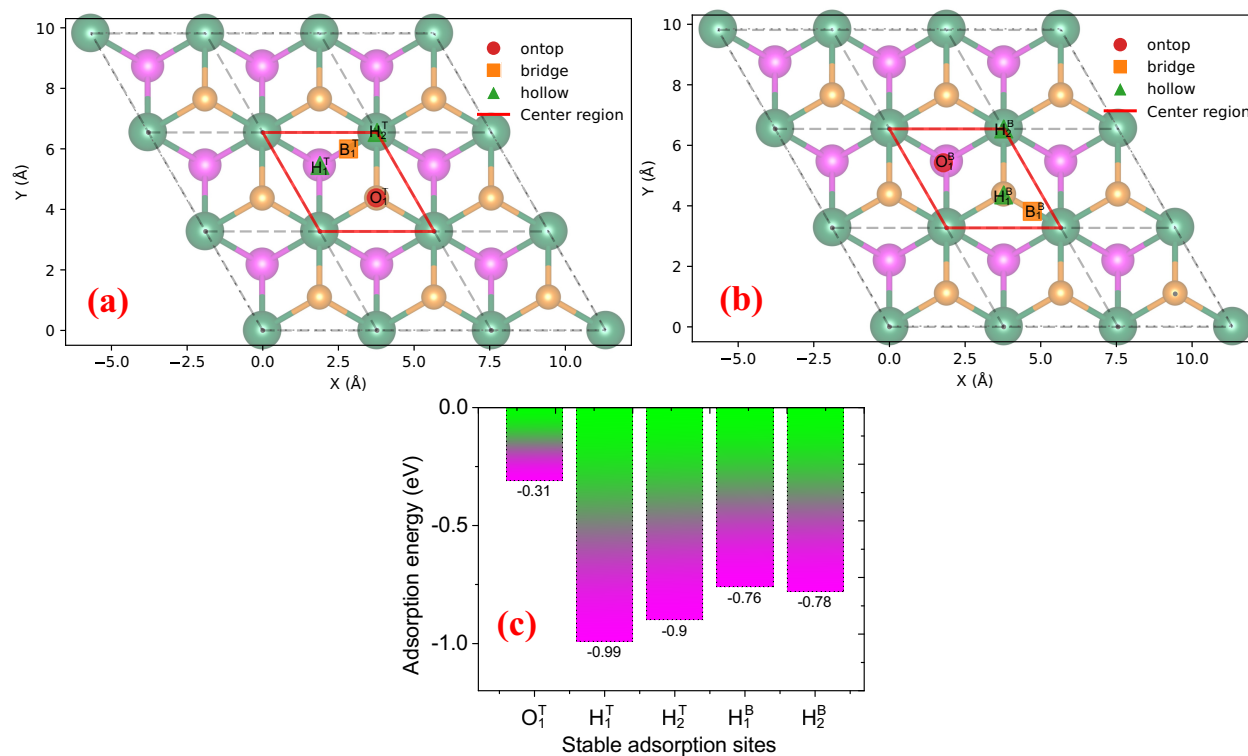 10
8
6
4
2
0
Y (Å)
−5.0
−2.5
0.0
2.5
5.0
7.5
10.0
X (Å)
ontop
bridge
hollow
Center region
H₂ᵀ
B₁ᵀ
H₁ᵀ
O₁ᵀ
(a)
10
8
6
4
2
0
Y (Å)
−5.0
−2.5
0.0
2.5
5.0
7.5
10.0
X (Å)
ontop
bridge
hollow
Center region
H₂ᴮ
O₁ᴮ
H₁ᴮ
B₁ᴮ
(b)
0.0
-0.5
-1.0
Adsorption energy (eV)
-0.31
-0.99
-0.9
-0.76
-0.78
(c)
O₁ᵀ
H₁ᵀ
H₂ᵀ
H₁ᴮ
H₂ᴮ
Stable adsorption sites